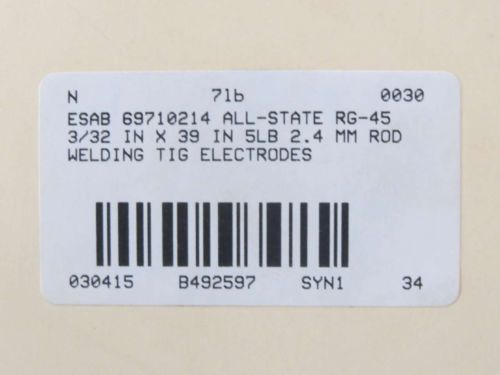 N 7lb 0030
ESAB 69710214 ALL-STATE RG-45
3/32 IN X 39 IN 5LB 2.4 MM ROD
WELDING TIG ELECTRODES
030415 B492597 SYN1 34